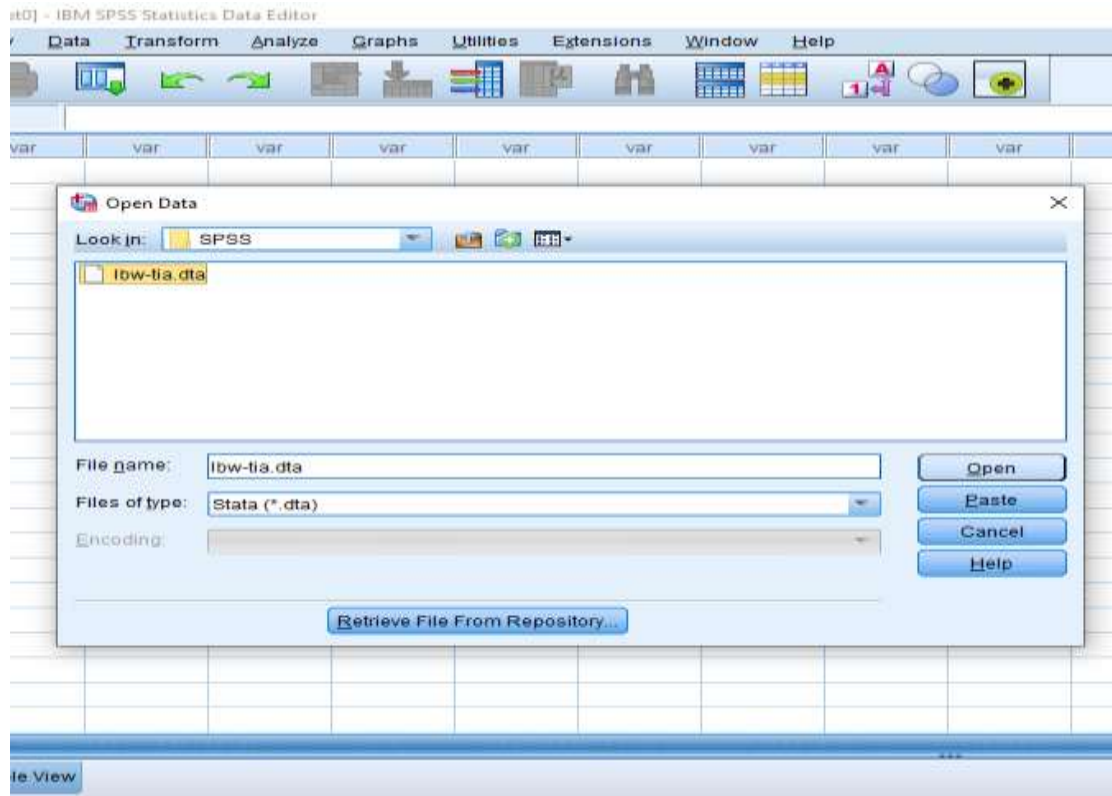 et0] - IBM SPSS Statistics Data Editor
Data Transform Analyze Graphs Utilities Extensions Window Help
var var var var var var var var var
Open Data
Look in: SPSS
lbw-tia.dta
File name: lbw-tia.dta Open
Files of type: Stata (*.dta) Paste
Encoding: Cancel
Help
Retrieve File From Repository...
le View